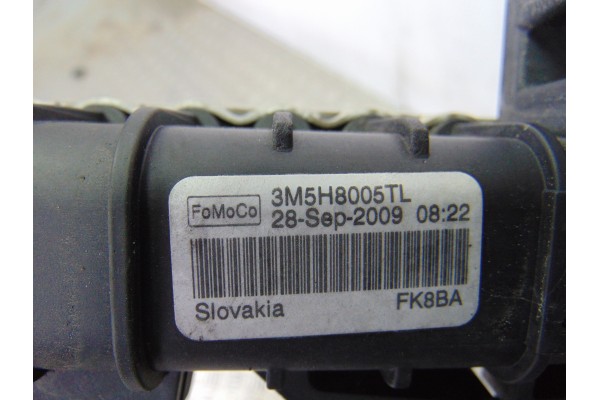 FoMoCo 3M5H8005TL
28-Sep-2009 08:22
Slovakia FK8BA